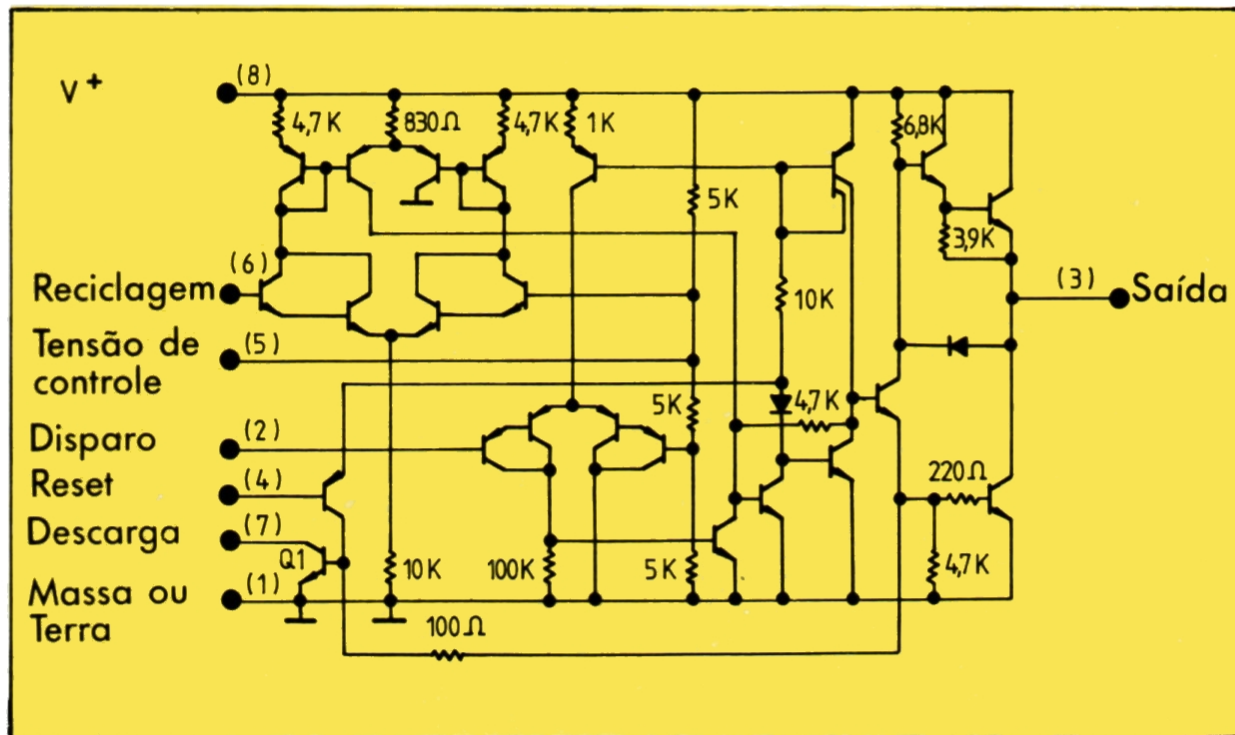 V+
(8)
4,7K
830Ω
4,7K
1K
6,8K
5K
3,9K
Reciclagem
(6)
10K
(3)
Saída
Tensão de
controle
(5)
5K
4,7K
Disparo
(2)
220Ω
Reset
(4)
Descarga
(7)
Q1
10K
100K
5K
4,7K
Massa ou
Terra
(1)
100Ω